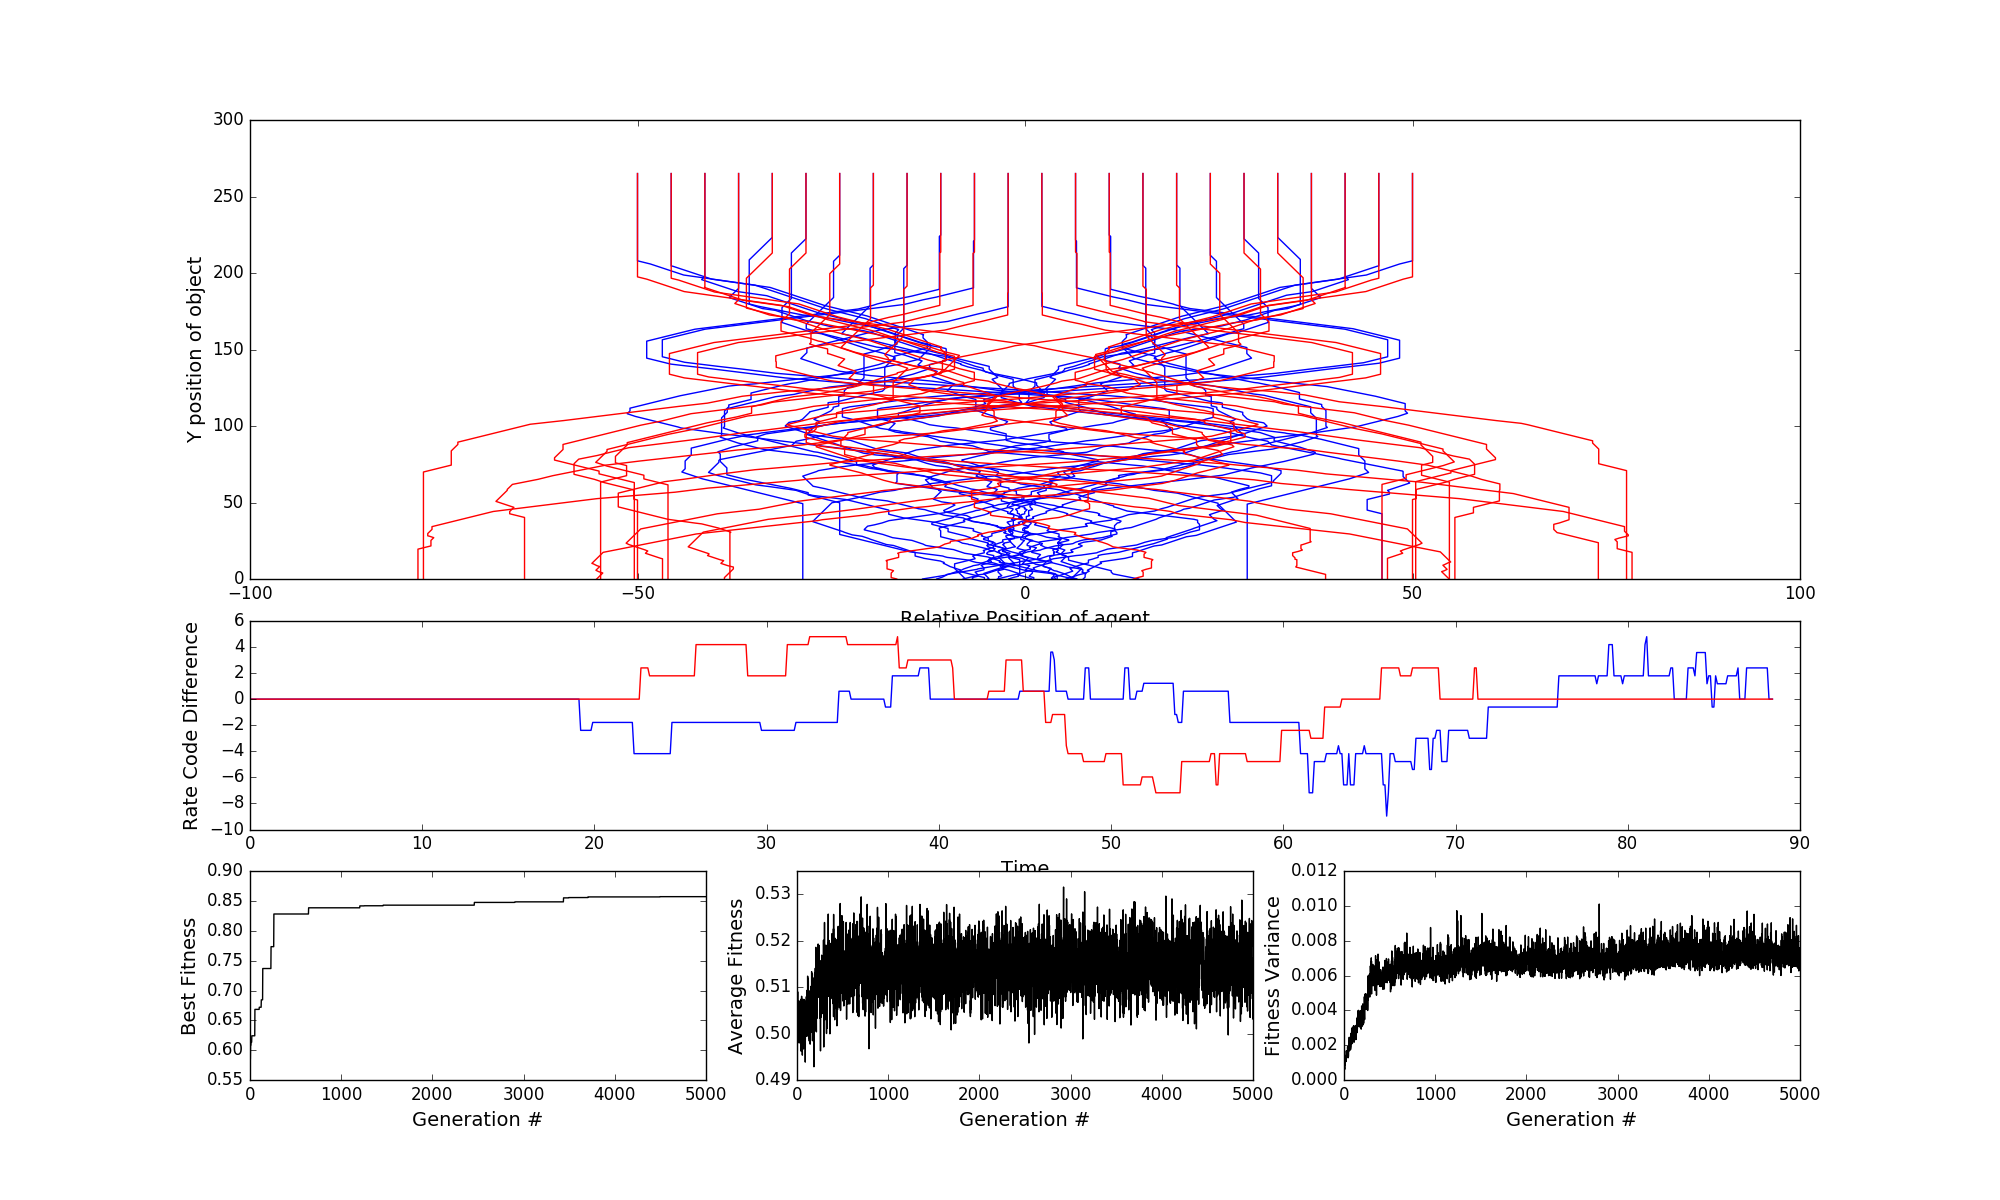 300
250
200
150
100
50
0
Y position of object
−100 −50 0 50 100
Relative Position of agent
6
4
2
0
−2
−4
−6
−8
−10
Rate Code Difference
0 10 20 30 40 50 60 70 80 90
Time
0.90
0.85
0.80
0.75
0.70
0.65
0.60
0.55
Best Fitness
0 1000 2000 3000 4000 5000
Generation #
0.53
0.52
0.51
0.50
0.49
Average Fitness
0 1000 2000 3000 4000 5000
Generation #
0.012
0.010
0.008
0.006
0.004
0.002
0.000
Fitness Variance
0 1000 2000 3000 4000 5000
Generation #